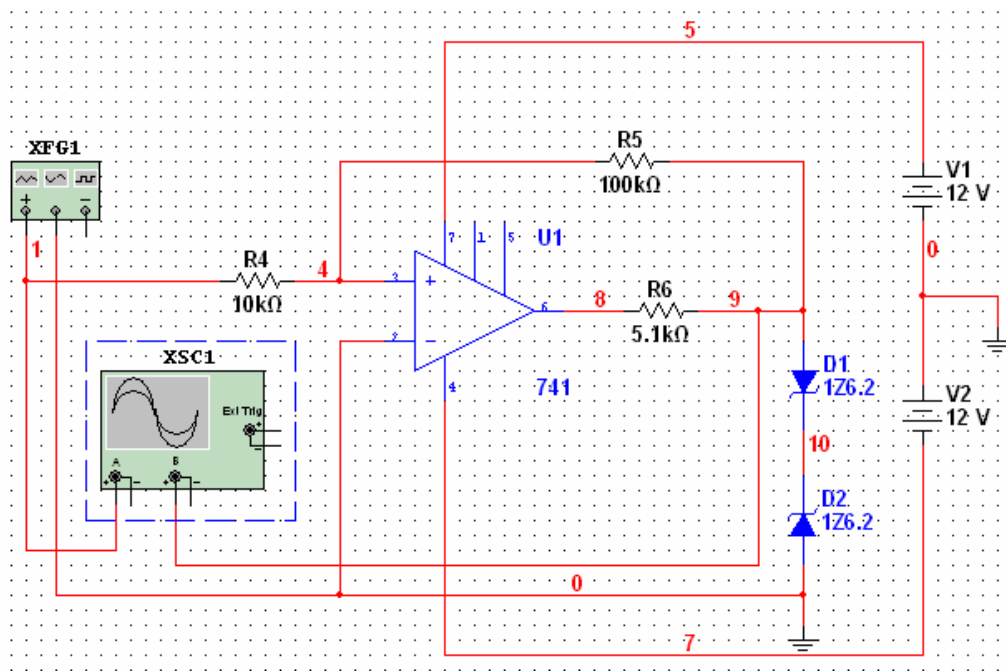 5
XFG1
R5
100kΩ
V1
12 V
1
7
1
5
U1
0
R4
4
10kΩ
3
+
8
R6
9
6
5.1kΩ
2
−
XSC1
D1
1Z6.2
Ext Trig
+
−
4
741
V2
12 V
A
B
10
+
−
+
−
D2
1Z6.2
0
7
+
−